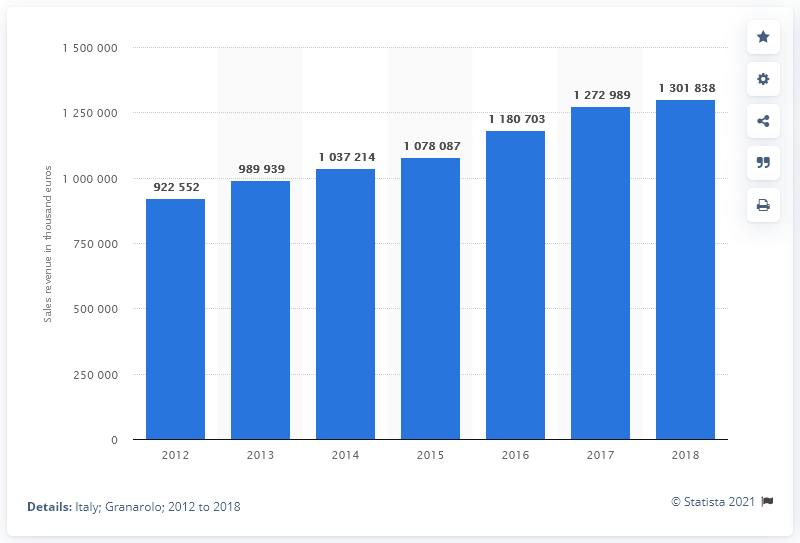 1 500 000
1 250 000
1 000 000
750 000
500 000
250 000
0
Sales revenue in thousand euros
922 552
989 939
1 037 214
1 078 087
1 180 703
1 272 989
1 301 838
2012 2013 2014 2015 2016 2017 2018
Details: Italy; Granarolo; 2012 to 2018
© Statista 2021